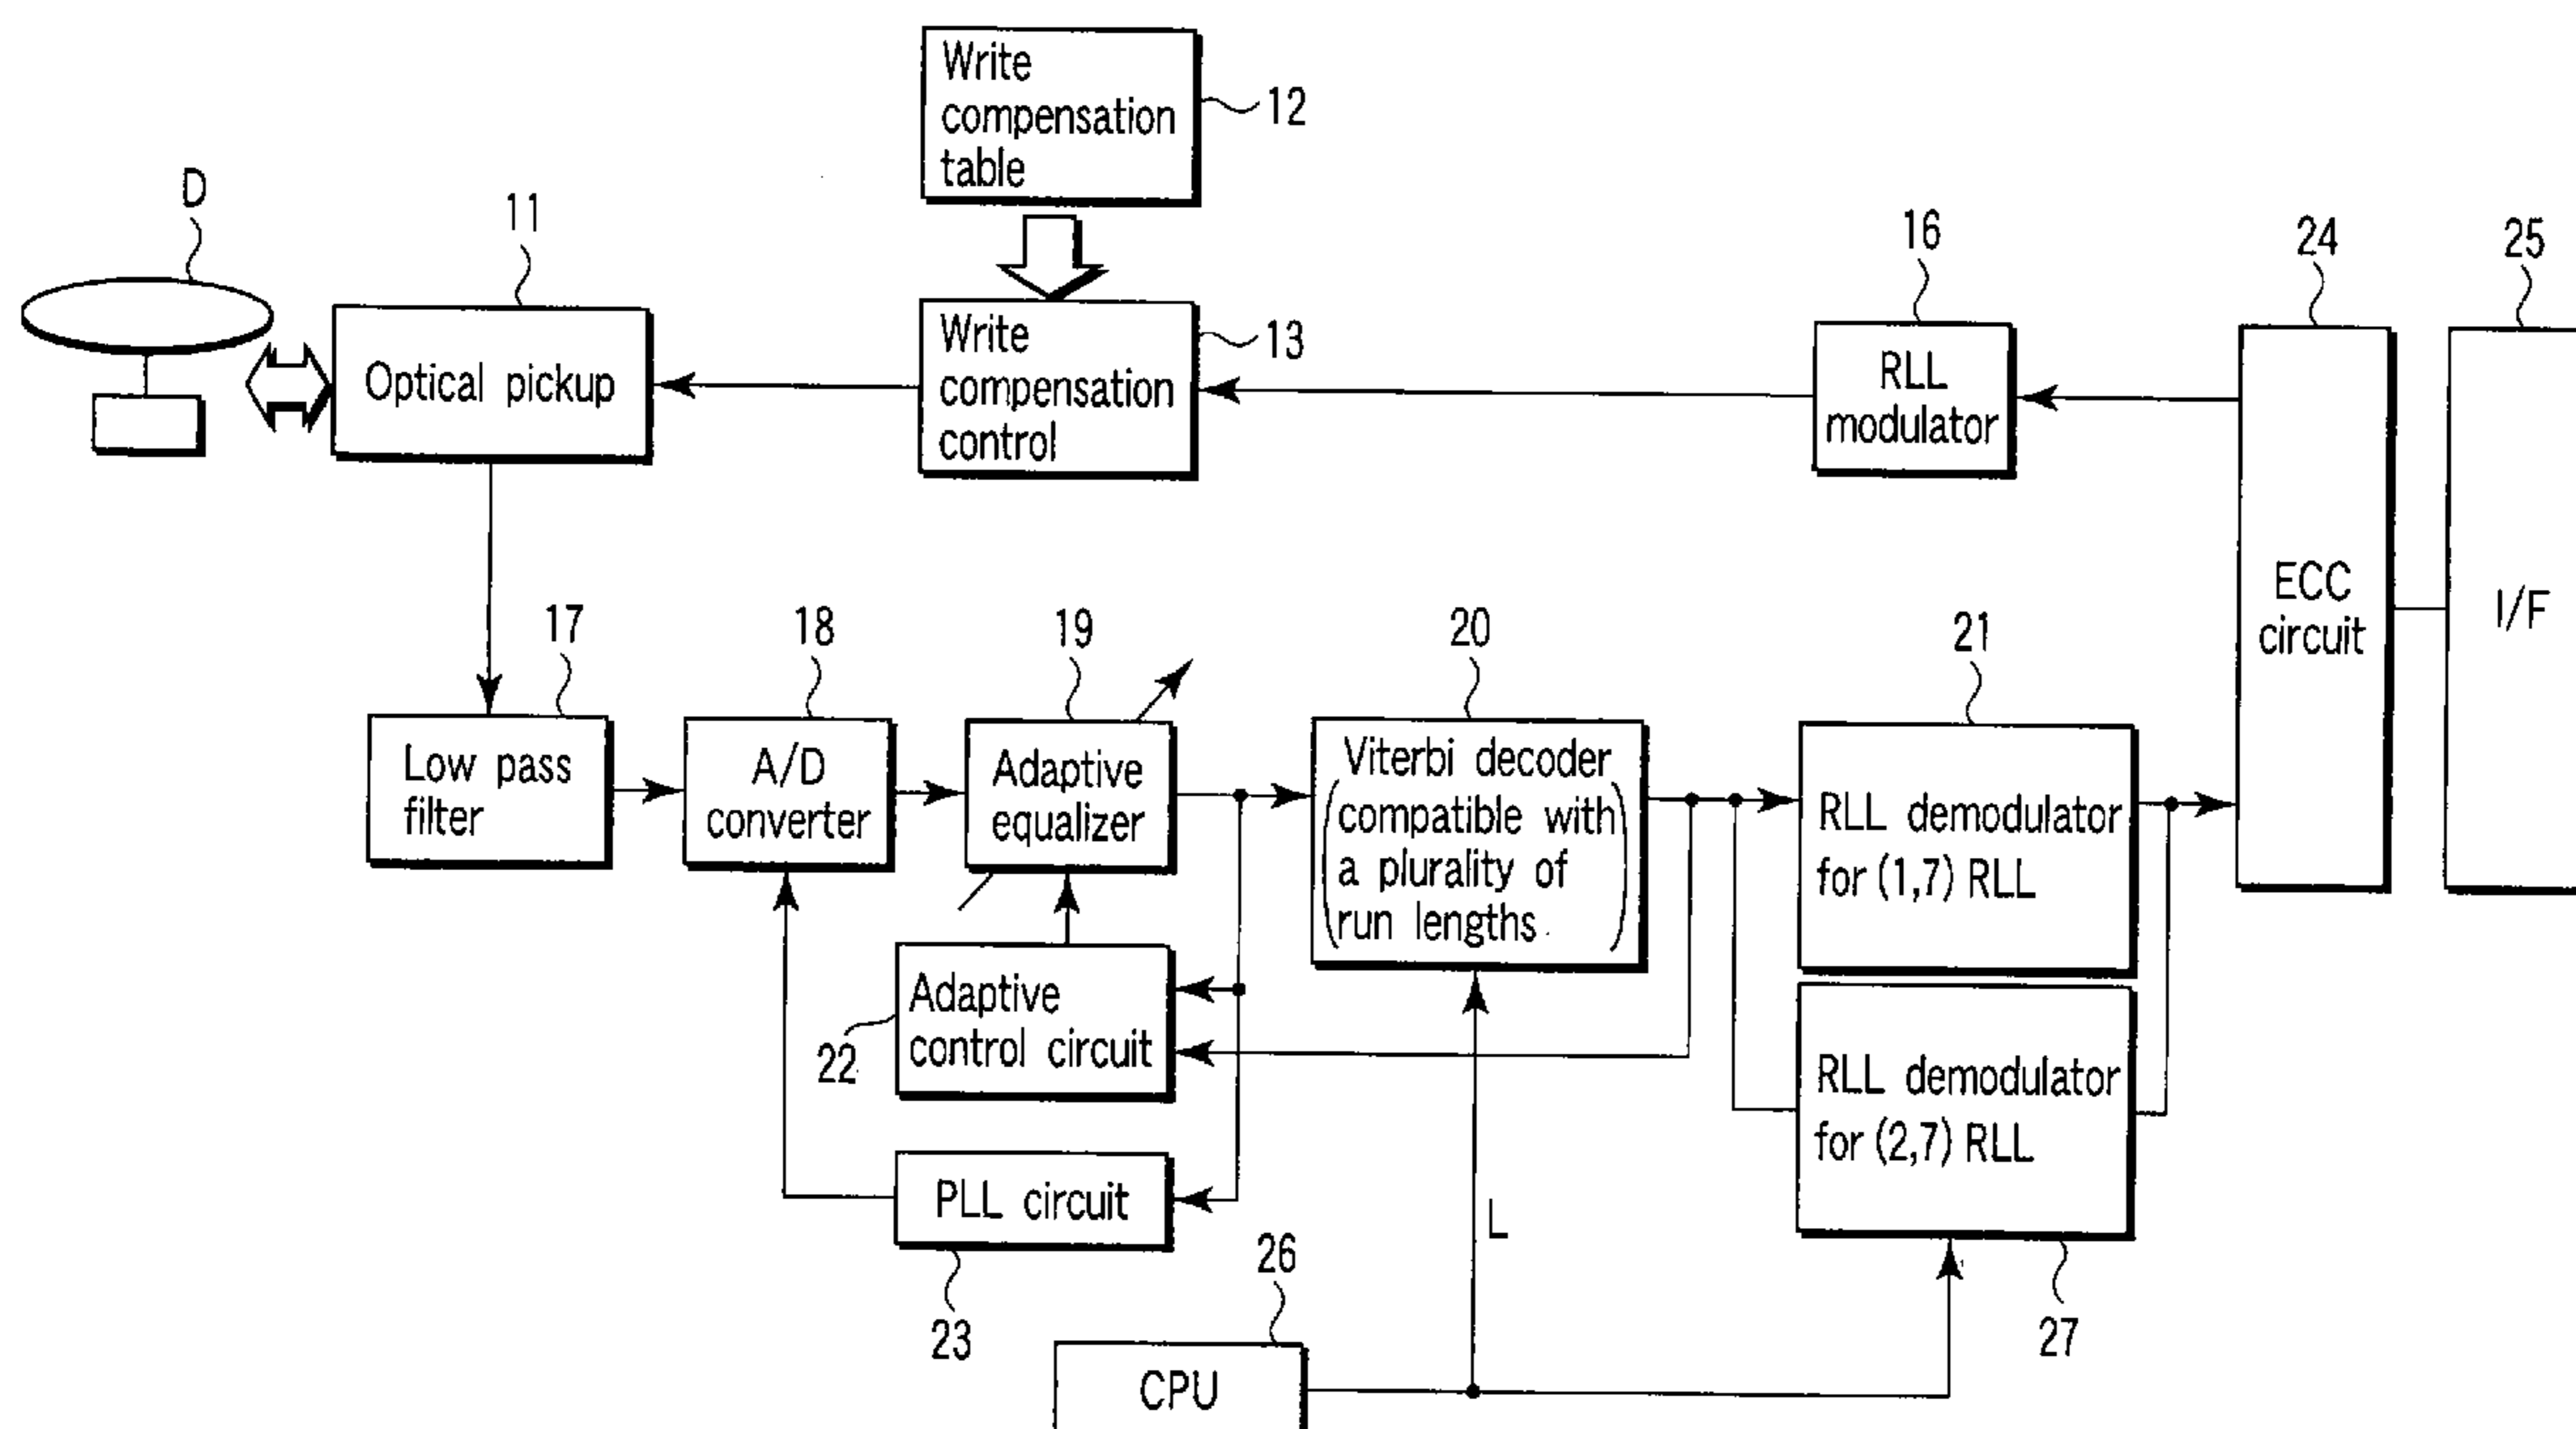 Write
compensation
table
12
D
11
16
24
25
Optical pickup
Write
compensation
control
13
RLL
modulator
ECC
circuit
I/F
17
18
19
20
21
Low pass
filter
A/D
converter
Adaptive
equalizer
Viterbi decoder
(compatible with
a plurality of
run lengths)
RLL demodulator
for (1,7) RLL
Adaptive
control circuit
22
RLL demodulator
for (2,7) RLL
PLL circuit
23
L
26
27
CPU